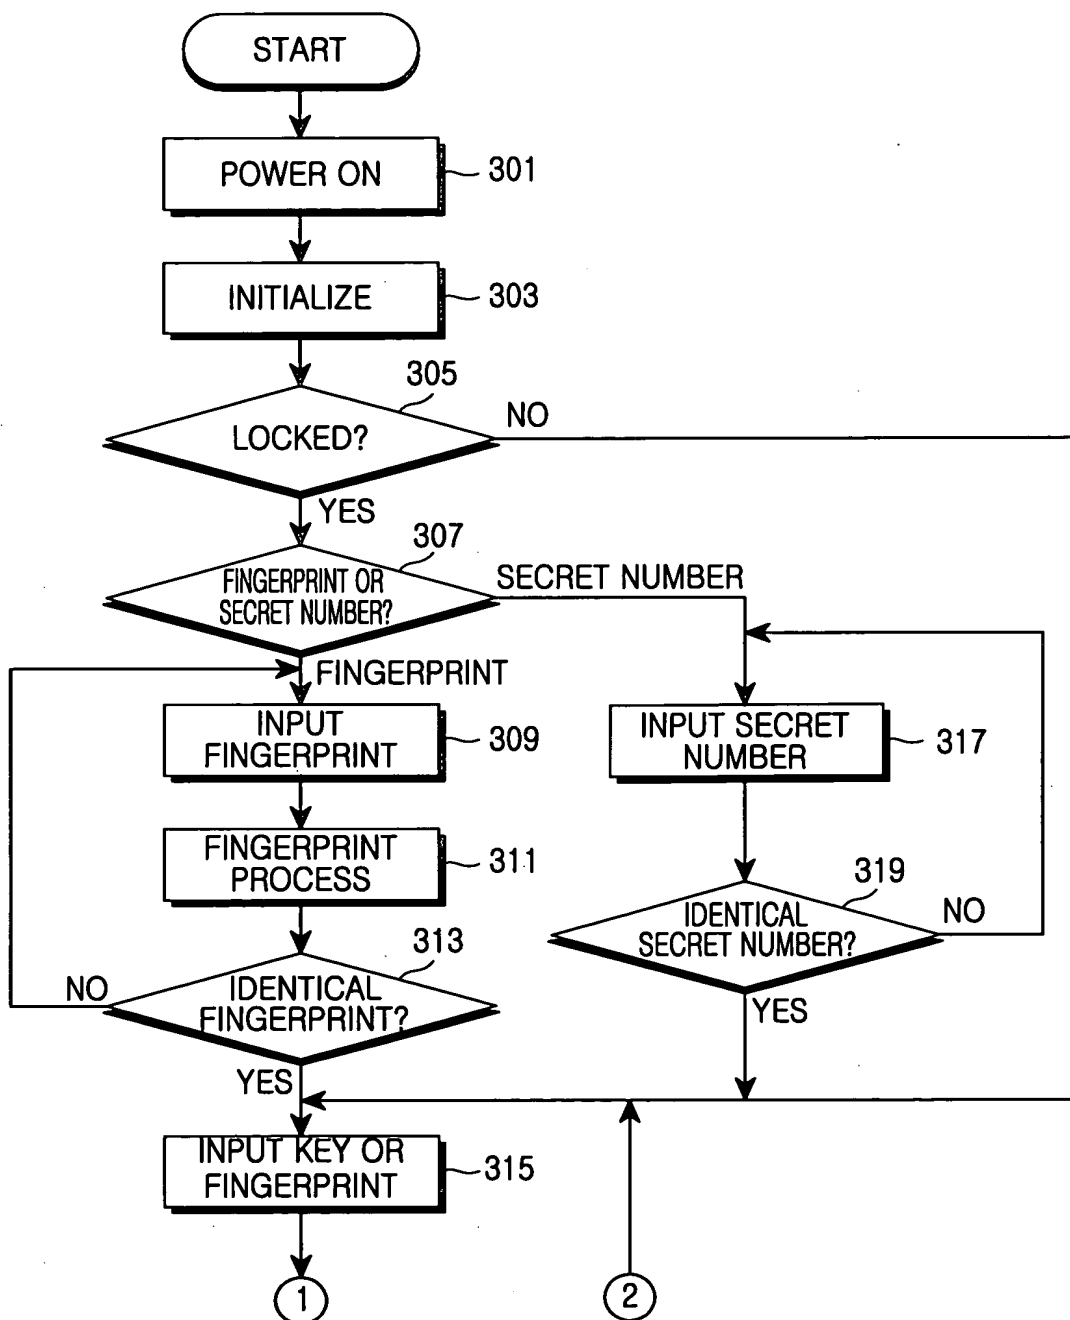 START
POWER ON
301
INITIALIZE
303
305
LOCKED?
NO
YES
307
FINGERPRINT OR
SECRET NUMBER?
SECRET NUMBER
FINGERPRINT
INPUT
FINGERPRINT
309
INPUT SECRET
NUMBER
317
FINGERPRINT
PROCESS
311
319
IDENTICAL
SECRET NUMBER?
NO
313
NO
IDENTICAL
FINGERPRINT?
YES
YES
INPUT KEY OR
FINGERPRINT
315
1
2